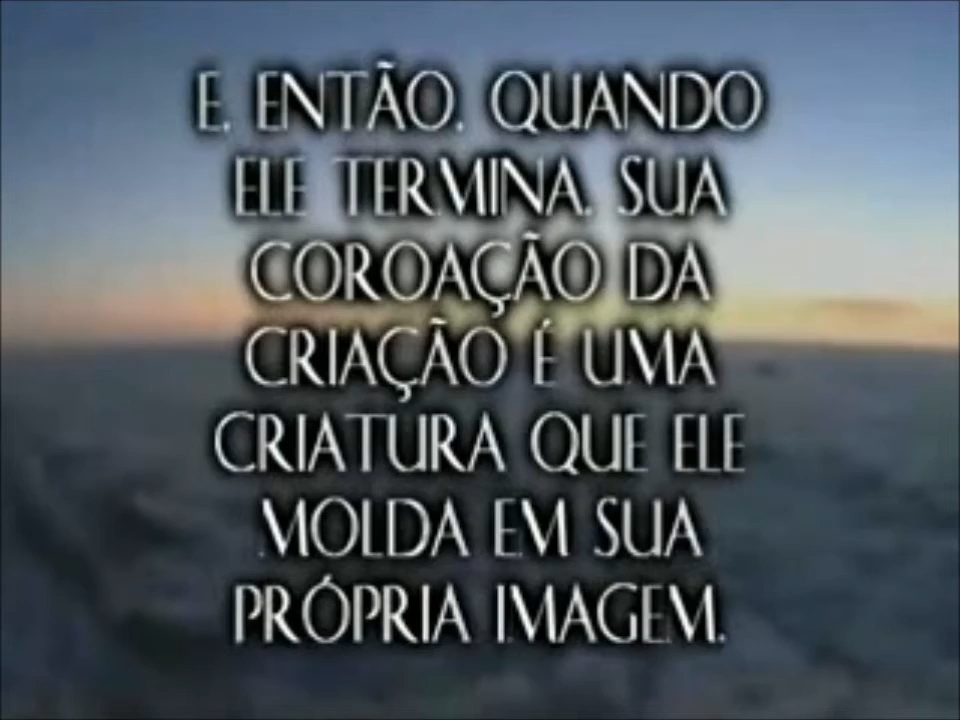 E, ENTÃO, QUANDO
ELE TERMINA, SUA
COROAÇÃO DA
CRIAÇÃO É UMA
CRIATURA QUE ELE
MOLDA EM SUA
PRÓPRIA IMAGEM.